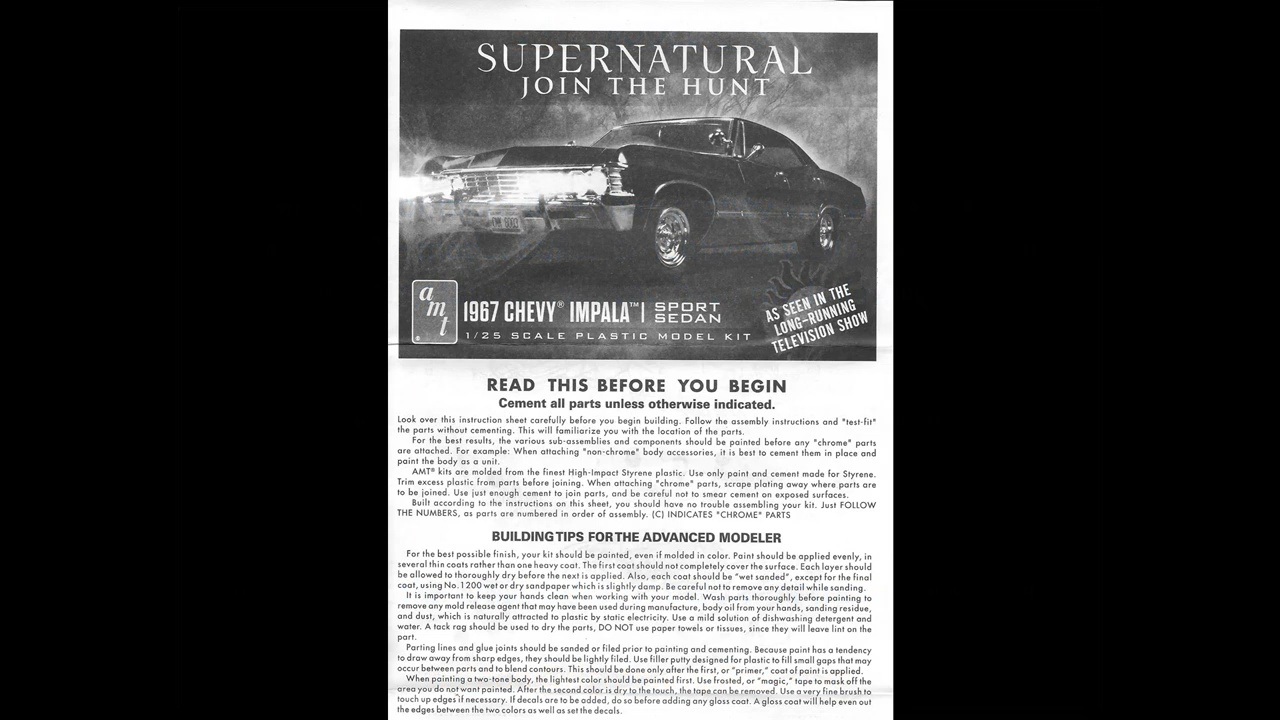 SUPERNATURAL
JOIN THE HUNT
amt
®
1967 CHEVY® IMPALA™ | SPORT SEDAN
1/25 SCALE PLASTIC MODEL KIT
AS SEEN IN THE
LONG-RUNNING
TELEVISION SHOW
READ THIS BEFORE YOU BEGIN
Cement all parts unless otherwise indicated.
Look over this instruction sheet carefully before you begin building. Follow the assembly instructions and "test-fit"
the parts without cementing. This will familiarize you with the location of the parts.
For the best results, the various sub-assemblies and components should be painted before any "chrome" parts
are attached. For example: When attaching "non-chrome" body accessories, it is best to cement them in place and
paint the body as a unit.
AMT® kits are molded from the finest High-Impact Styrene plastic. Use only paint and cement made for Styrene.
Trim excess plastic from parts before joining. When attaching "chrome" parts, scrape plating away where parts are
to be joined. Use just enough cement to join parts, and be careful not to smear cement on exposed surfaces.
Built according to the instructions on this sheet, you should have no trouble assembling your kit. Just FOLLOW
THE NUMBERS, as parts are numbered in order of assembly. (C) INDICATES "CHROME" PARTS
BUILDING TIPS FOR THE ADVANCED MODELER
For the best possible finish, your kit should be painted, even if molded in color. Paint should be applied evenly, in
several thin coats rather than one heavy coat. The first coat should not completely cover the surface. Each layer should
be allowed to thoroughly dry before the next is applied. Also, each coat should be "wet sanded", except for the final
coat, using No.1200 wet or dry sandpaper which is slightly damp. Be careful not to remove any detail while sanding.
It is important to keep your hands clean when working with your model. Wash parts thoroughly before painting to
remove any mold release agent that may have been used during manufacture, body oil from your hands, sanding residue,
and dust, which is naturally attracted to plastic by static electricity. Use a mild solution of dishwashing detergent and
water. A tack rag should be used to dry the parts, DO NOT use paper towels or tissues, since they will leave lint on the
part.
Parting lines and glue joints should be sanded or filed prior to painting and cementing. Because paint has a tendency
to draw away from sharp edges, they should be lightly filed. Use filler putty designed for plastic to fill small gaps that may
occur between parts and to blend contours. This should be done only after the first, or "primer," coat of paint is applied.
When painting a two-tone body, the lightest color should be painted first. Use frosted, or "magic," tape to mask off the
area you do not want painted. After the second color is dry to the touch, the tape can be removed. Use a very fine brush to
touch up edges if necessary. If decals are to be added, do so before adding any gloss coat. A gloss coat will help even out
the edges between the two colors as well as set the decals.